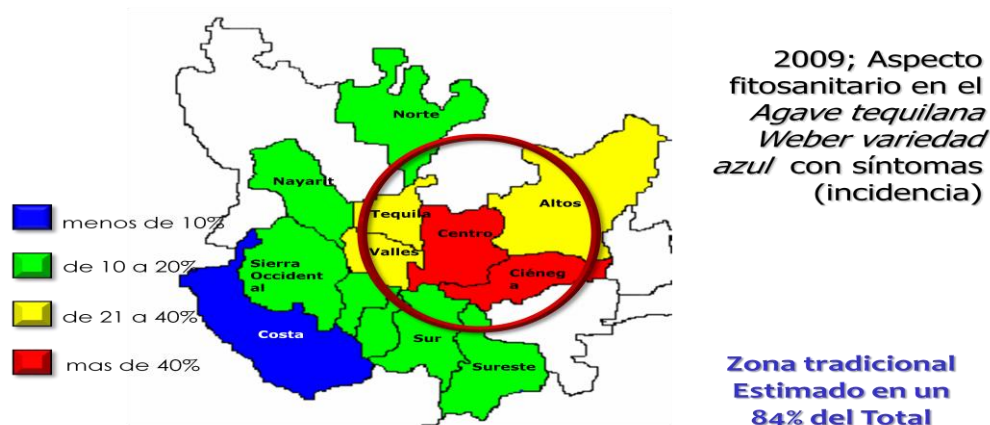 2009; Aspecto
fitosanitario en el
Agave tequilana
Weber variedad
azul con síntomas
(incidencia)
Norte
Nayarit
Tequila
Altos
Centro
Valles
Sierra
Occident
al
Ciéneg
a
Costa
Sur
Sureste
menos de 10%
de 10 a 20%
de 21 a 40%
mas de 40%
Zona tradicional
Estimado en un
84% del Total